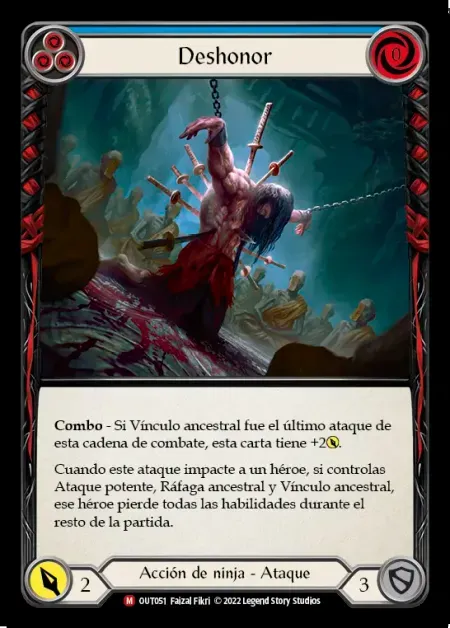 Deshonor
0
Combo - Si Vínculo ancestral fue el último ataque de
esta cadena de combate, esta carta tiene +2.
Cuando este ataque impacte a un héroe, si controlas
Ataque potente, Ráfaga ancestral y Vínculo ancestral,
ese héroe pierde todas las habilidades durante el
resto de la partida.
2
Acción de ninja - Ataque
3
M OUT051 Faizal Fikri © 2022 Legend Story Studios